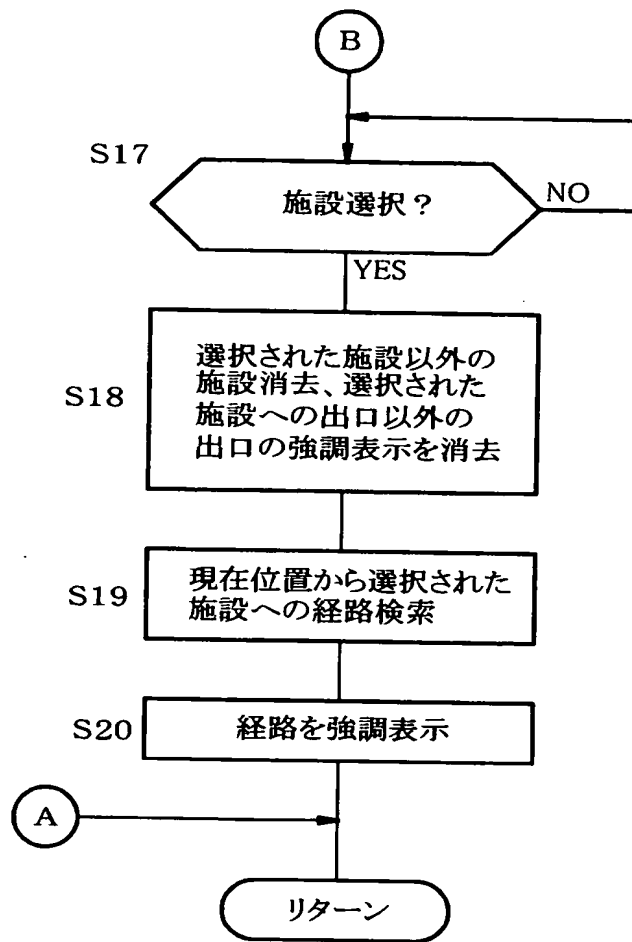 B
S17
施設選択？
NO
YES
S18
選択された施設以外の
施設消去、選択された
施設への出口以外の
出口の強調表示を消去
S19
現在位置から選択された
施設への経路検索
S20
経路を強調表示
A
リターン